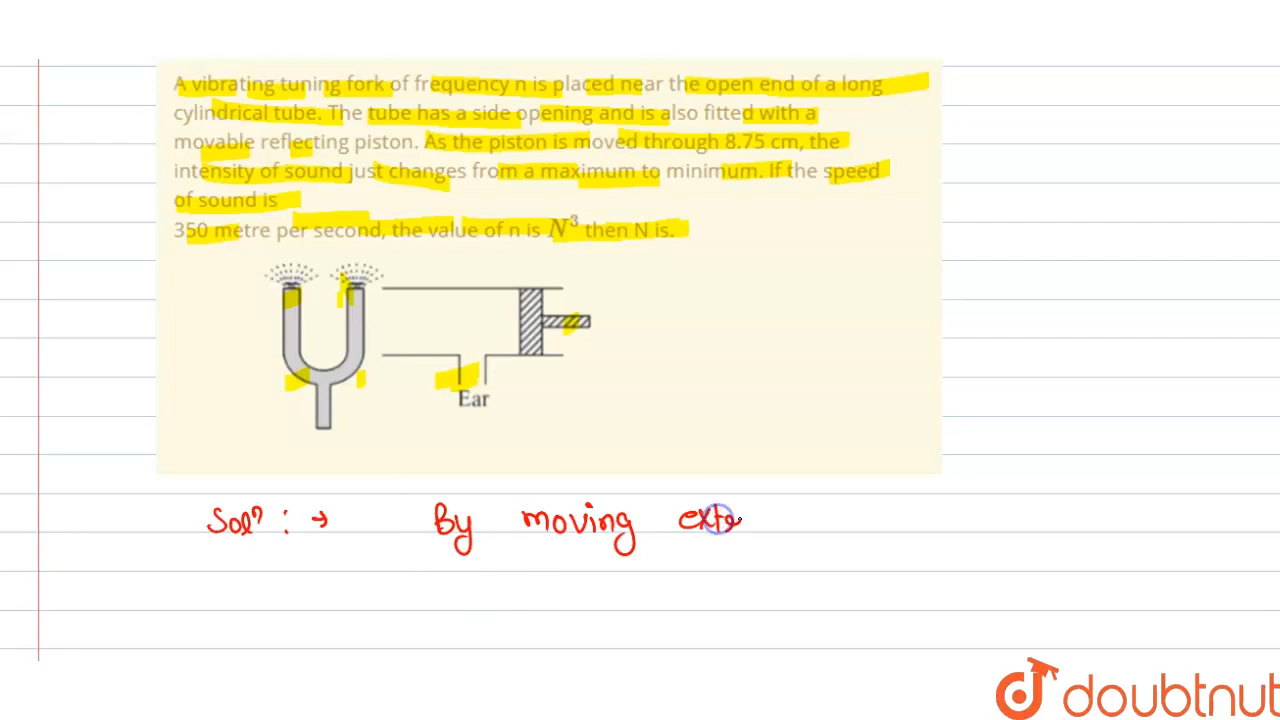 A vibrating tuning fork of frequency n is placed near the open end of a long
cylindrical tube. The tube has a side opening and is also fitted with a
movable reflecting piston. As the piston is moved through 8.75 cm, the
intensity of sound just changes from a maximum to minimum. If the speed
of sound is
350 metre per second, the value of n is N³ then N is.
Ear
Solⁿ : → By moving exte
doubtnut